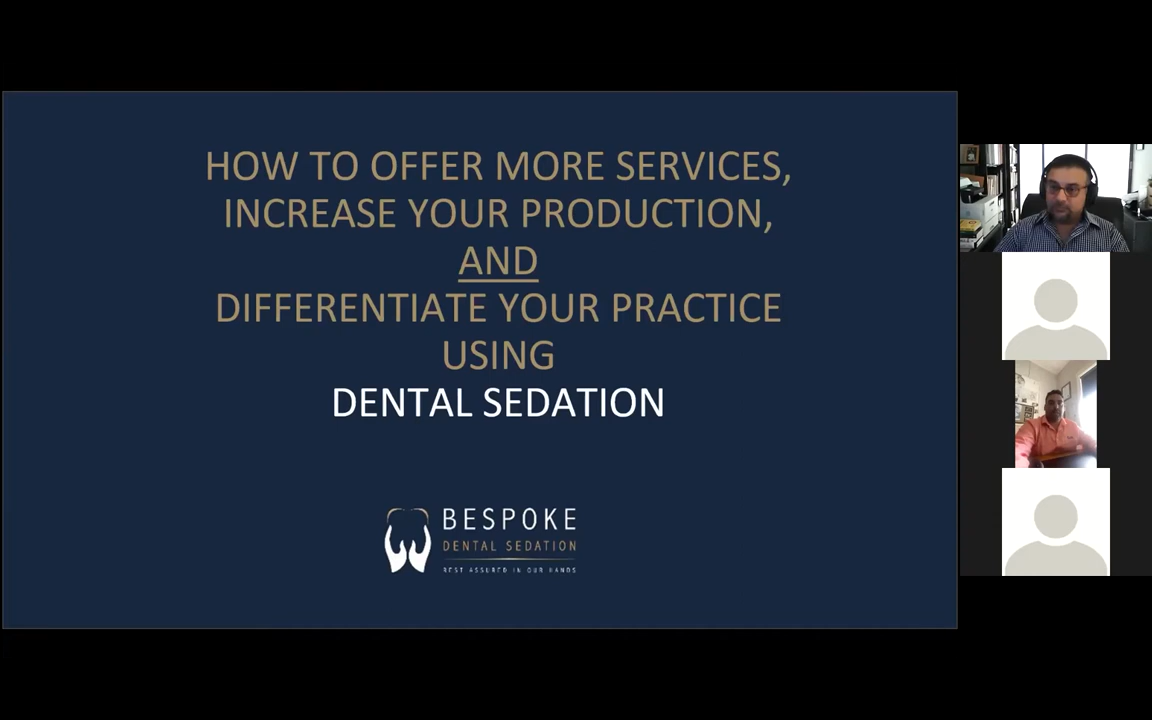 HOW TO OFFER MORE SERVICES,
INCREASE YOUR PRODUCTION,
AND
DIFFERENTIATE YOUR PRACTICE
USING
DENTAL SEDATION
BESPOKE
DENTAL SEDATION
REST ASSURED IN OUR HANDS